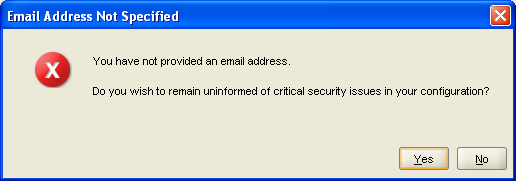 Email Address Not Specified
You have not provided an email address.
Do you wish to remain uninformed of critical security issues in your configuration?
Yes
No